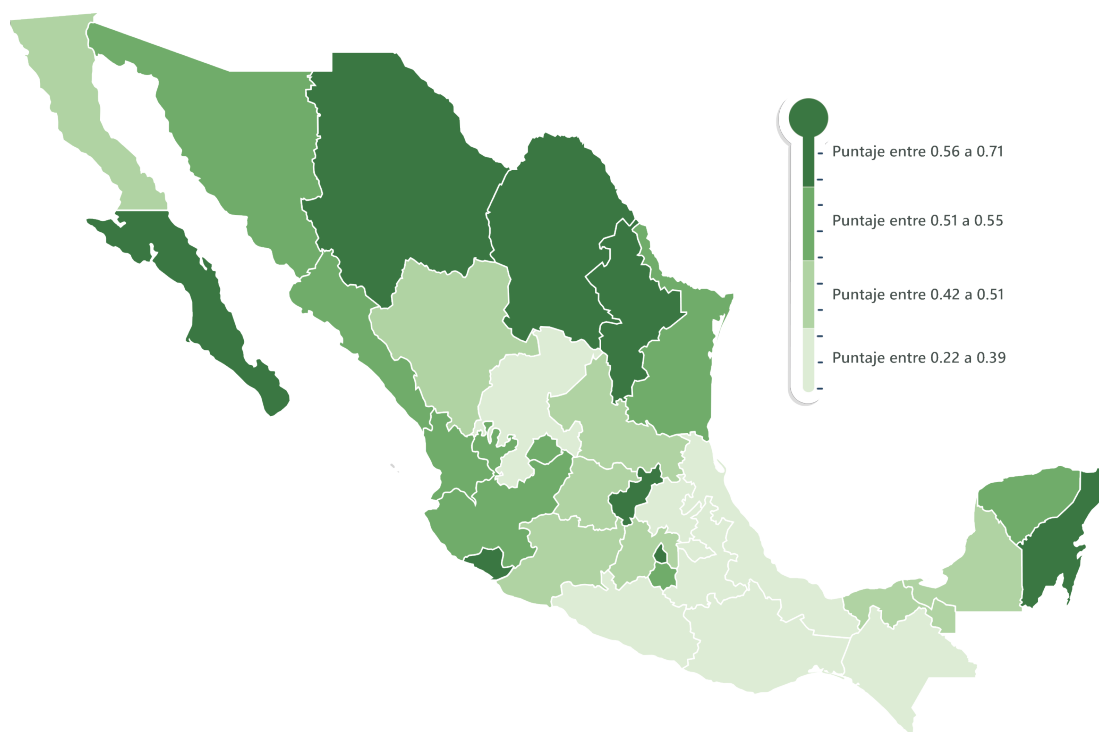 Puntaje entre 0.56 a 0.71
Puntaje entre 0.51 a 0.55
Puntaje entre 0.42 a 0.51
Puntaje entre 0.22 a 0.39